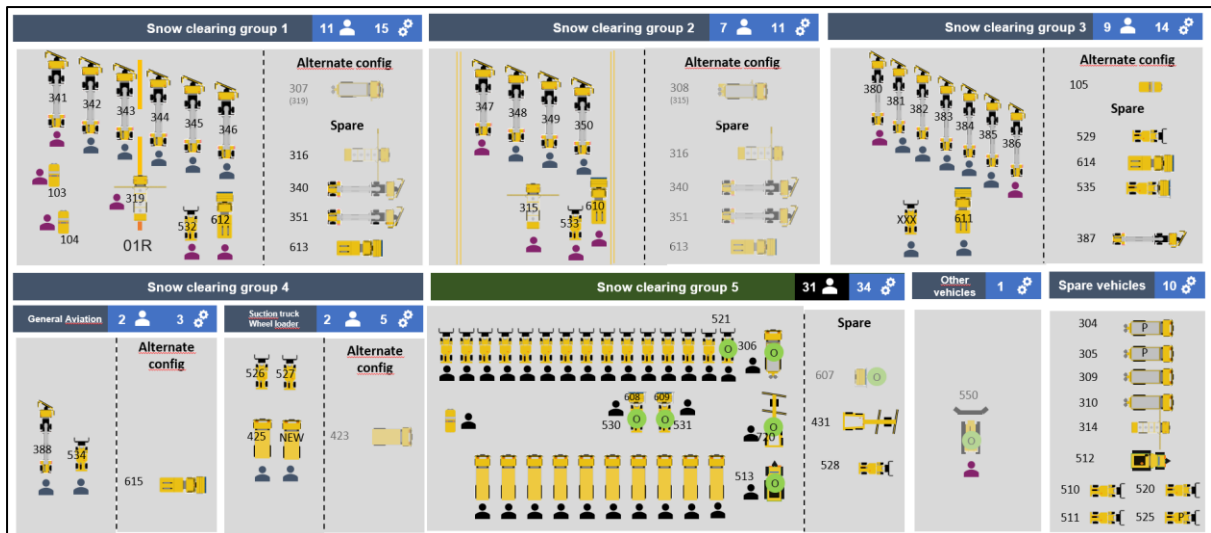 Snow clearing group 1 11 15
Alternate config
307
(319)
Spare
316
340
351
613
341
342
343
344
345
346
103
104
319
01R
532
612
Snow clearing group 2 7 11
Alternate config
308
(315)
Spare
316
340
351
613
347
348
349
350
315
533
610
Snow clearing group 3 9 14
Alternate config
105
Spare
529
614
535
387
380
381
382
383
384
385
386
XXX
611
Snow clearing group 4
General Aviation 2 3
Alternate
config
388
534
615
Suction truck
Wheel loader
2 5
Alternate
config
526
527
425
NEW
423
Snow clearing group 5 31 34
521
O
306
O
608
609
530
O
O
531
O
720
513
O
Spare
607
O
431
528
Other
vehicles
1
550
O
Spare vehicles 10
304 P
305 P
309
310
314
512
510 520
511 525 P